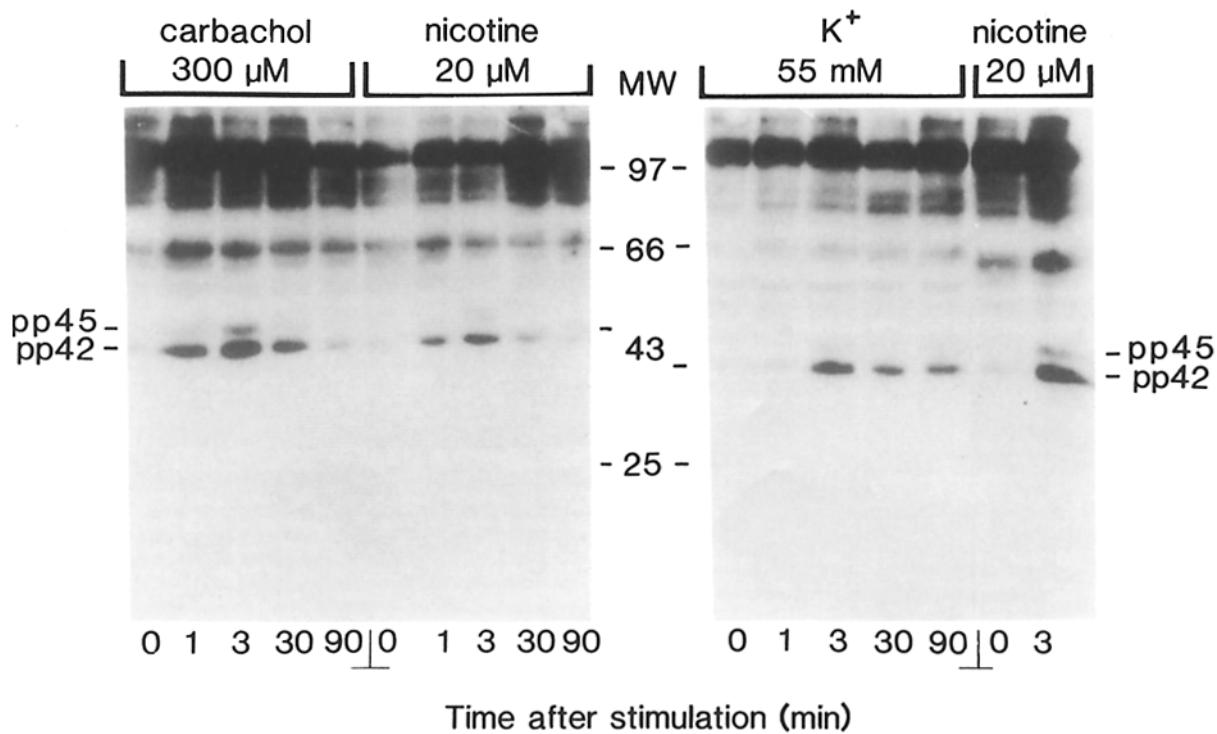 carbachol nicotine K⁺ nicotine
300 µM 20 µM MW 55 mM 20 µM
- 97 -
- 66 -
pp45 - - pp45
pp42 - 43 - pp42
- 25 -
0 1 3 30 90 0 1 3 30 90 0 1 3 30 90 0 3
Time after stimulation (min)